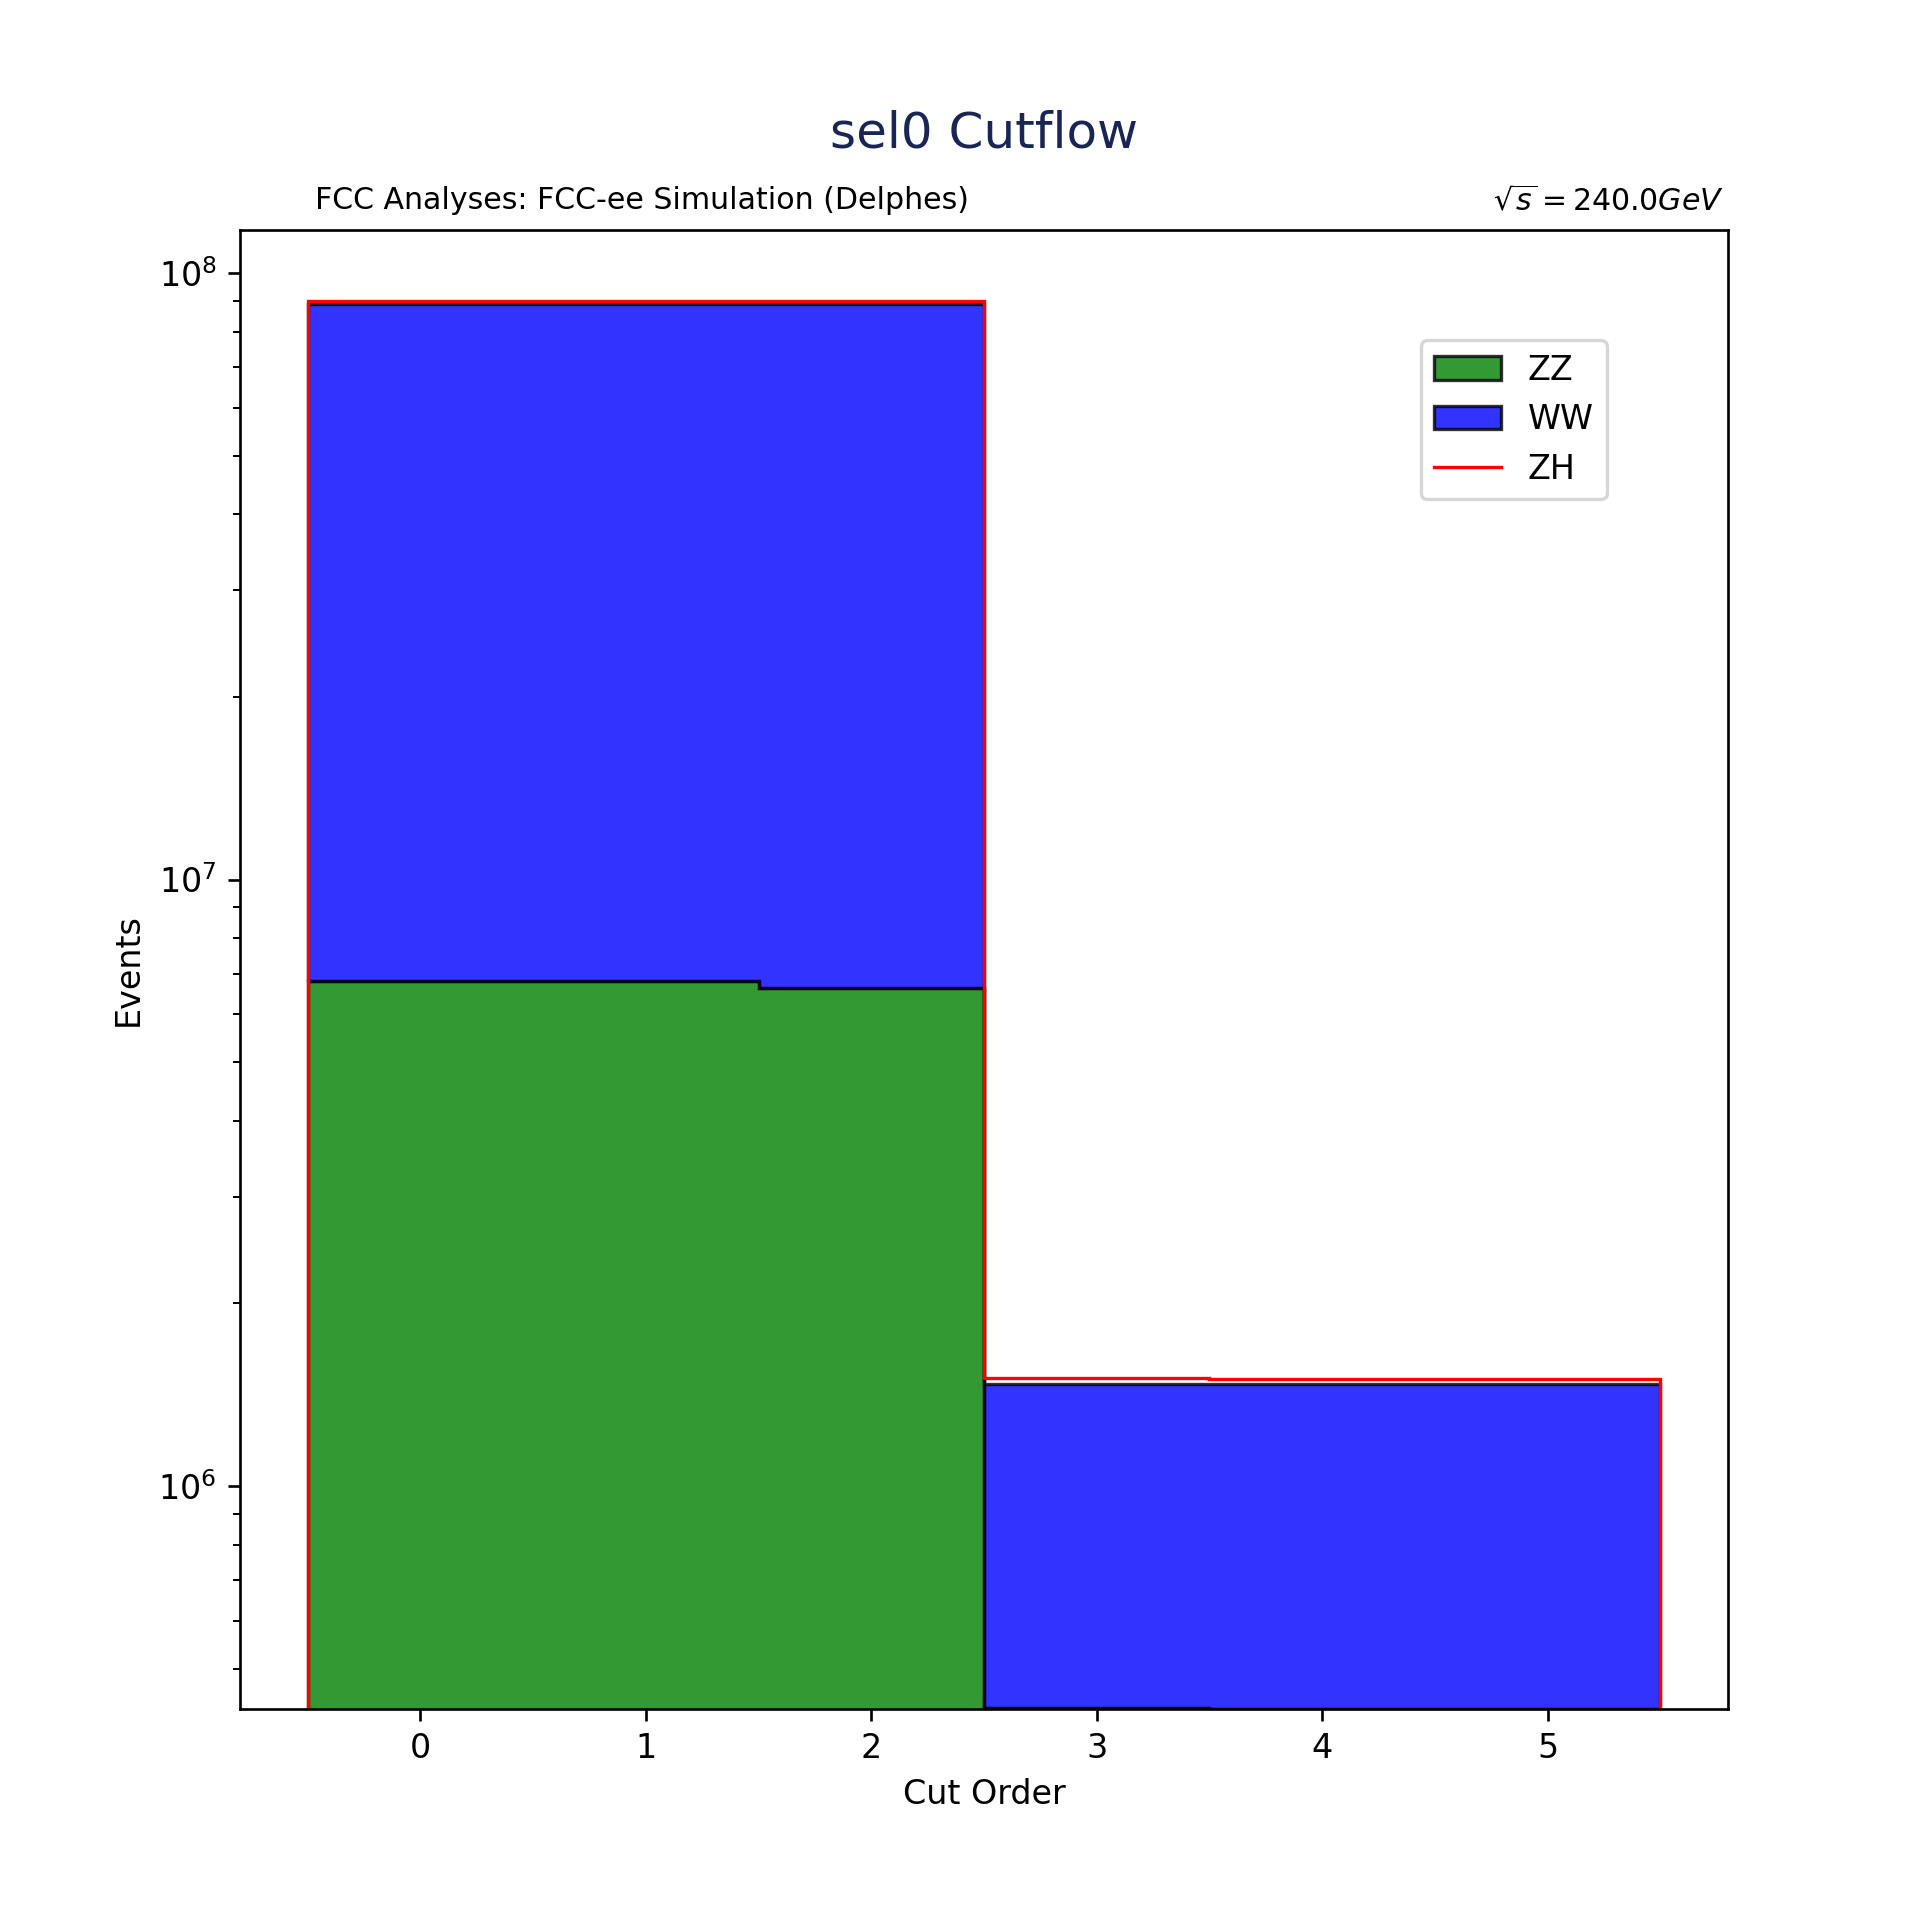 sel0 Cutflow
FCC Analyses: FCC-ee Simulation (Delphes)
√s = 240.0GeV
10⁸
10⁷
10⁶
Events
ZZ
WW
ZH
0 1 2 3 4 5
Cut Order